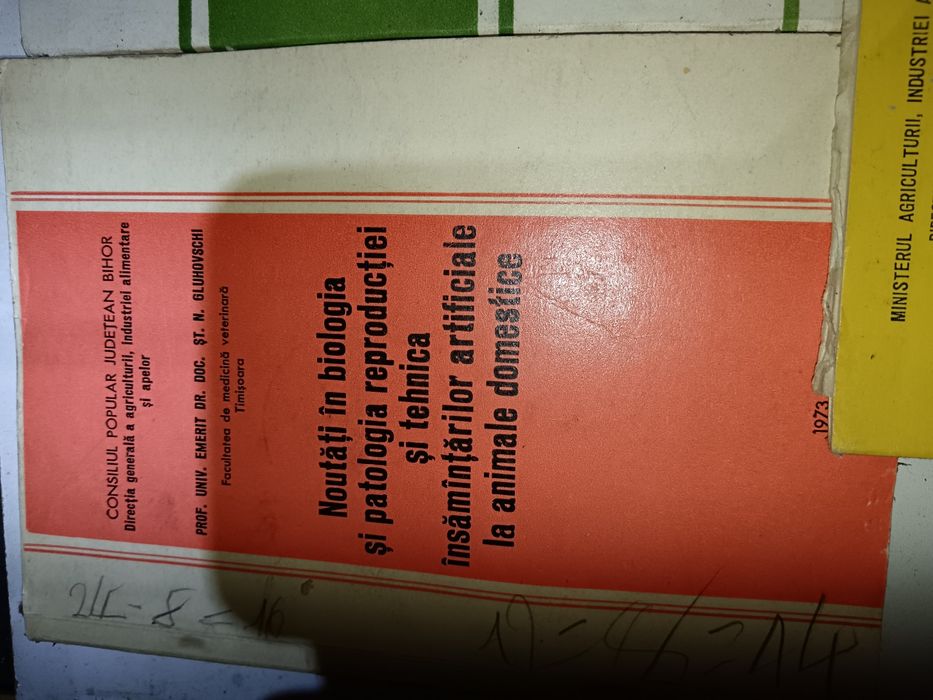 CONSILIUL POPULAR JUDEȚEAN BIHOR
Direcția generală a agriculturii, industriei alimentare
și apelor
PROF. UNIV. EMERIT DR. DOC. ȘT. N. GLUHOVSCHI
Facultatea de medicină veterinară
Timișoara
Noutăți în biologia
și patologia reproducției
și tehnica
însămînțărilor artificiale
la animale domestice
1973
MINISTERUL AGRICULTURII, INDUSTRIEI